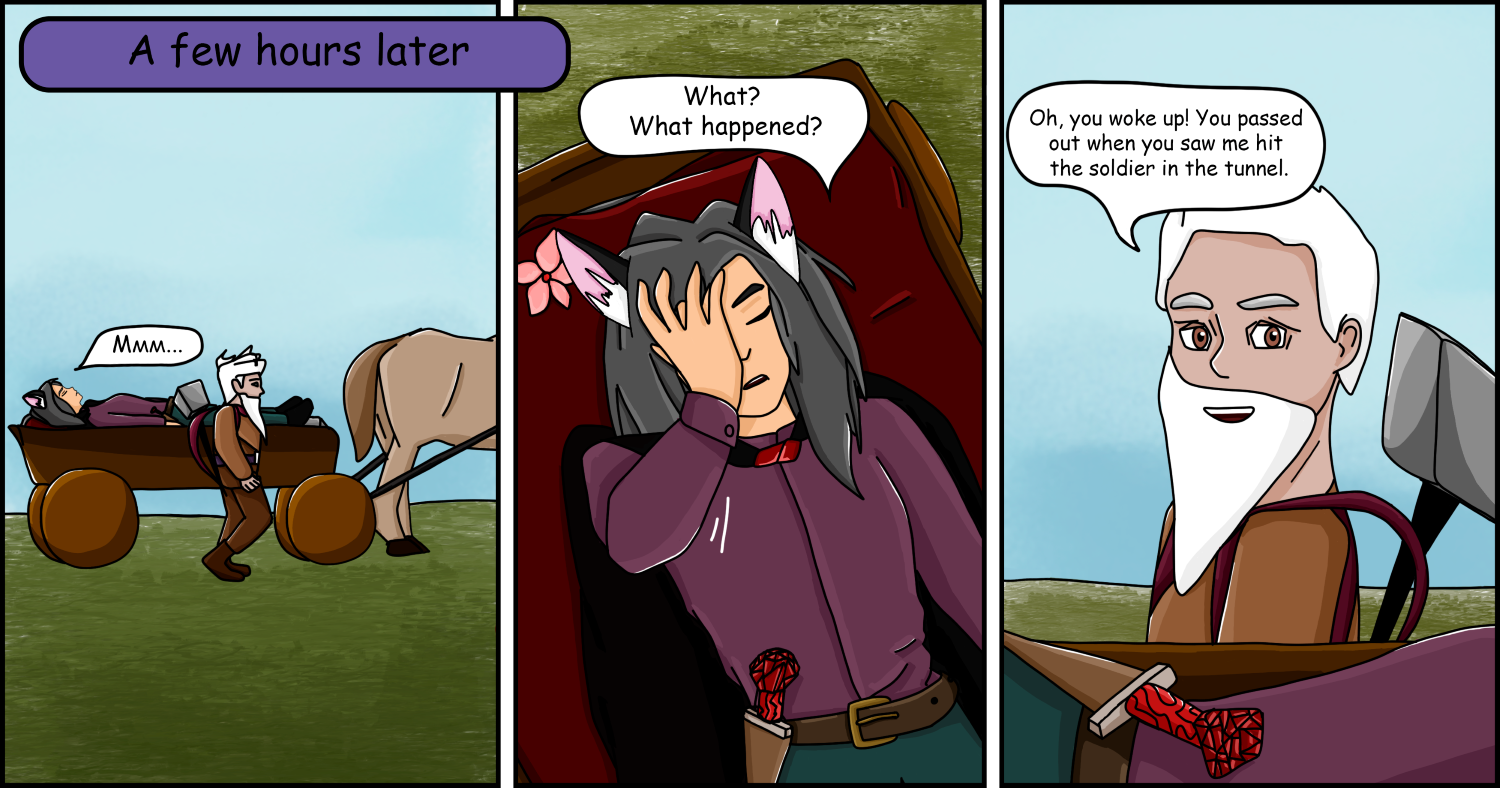 A few hours later
Mmm...
What?
What happened?
Oh, you woke up! You passed
out when you saw me hit
the soldier in the tunnel.